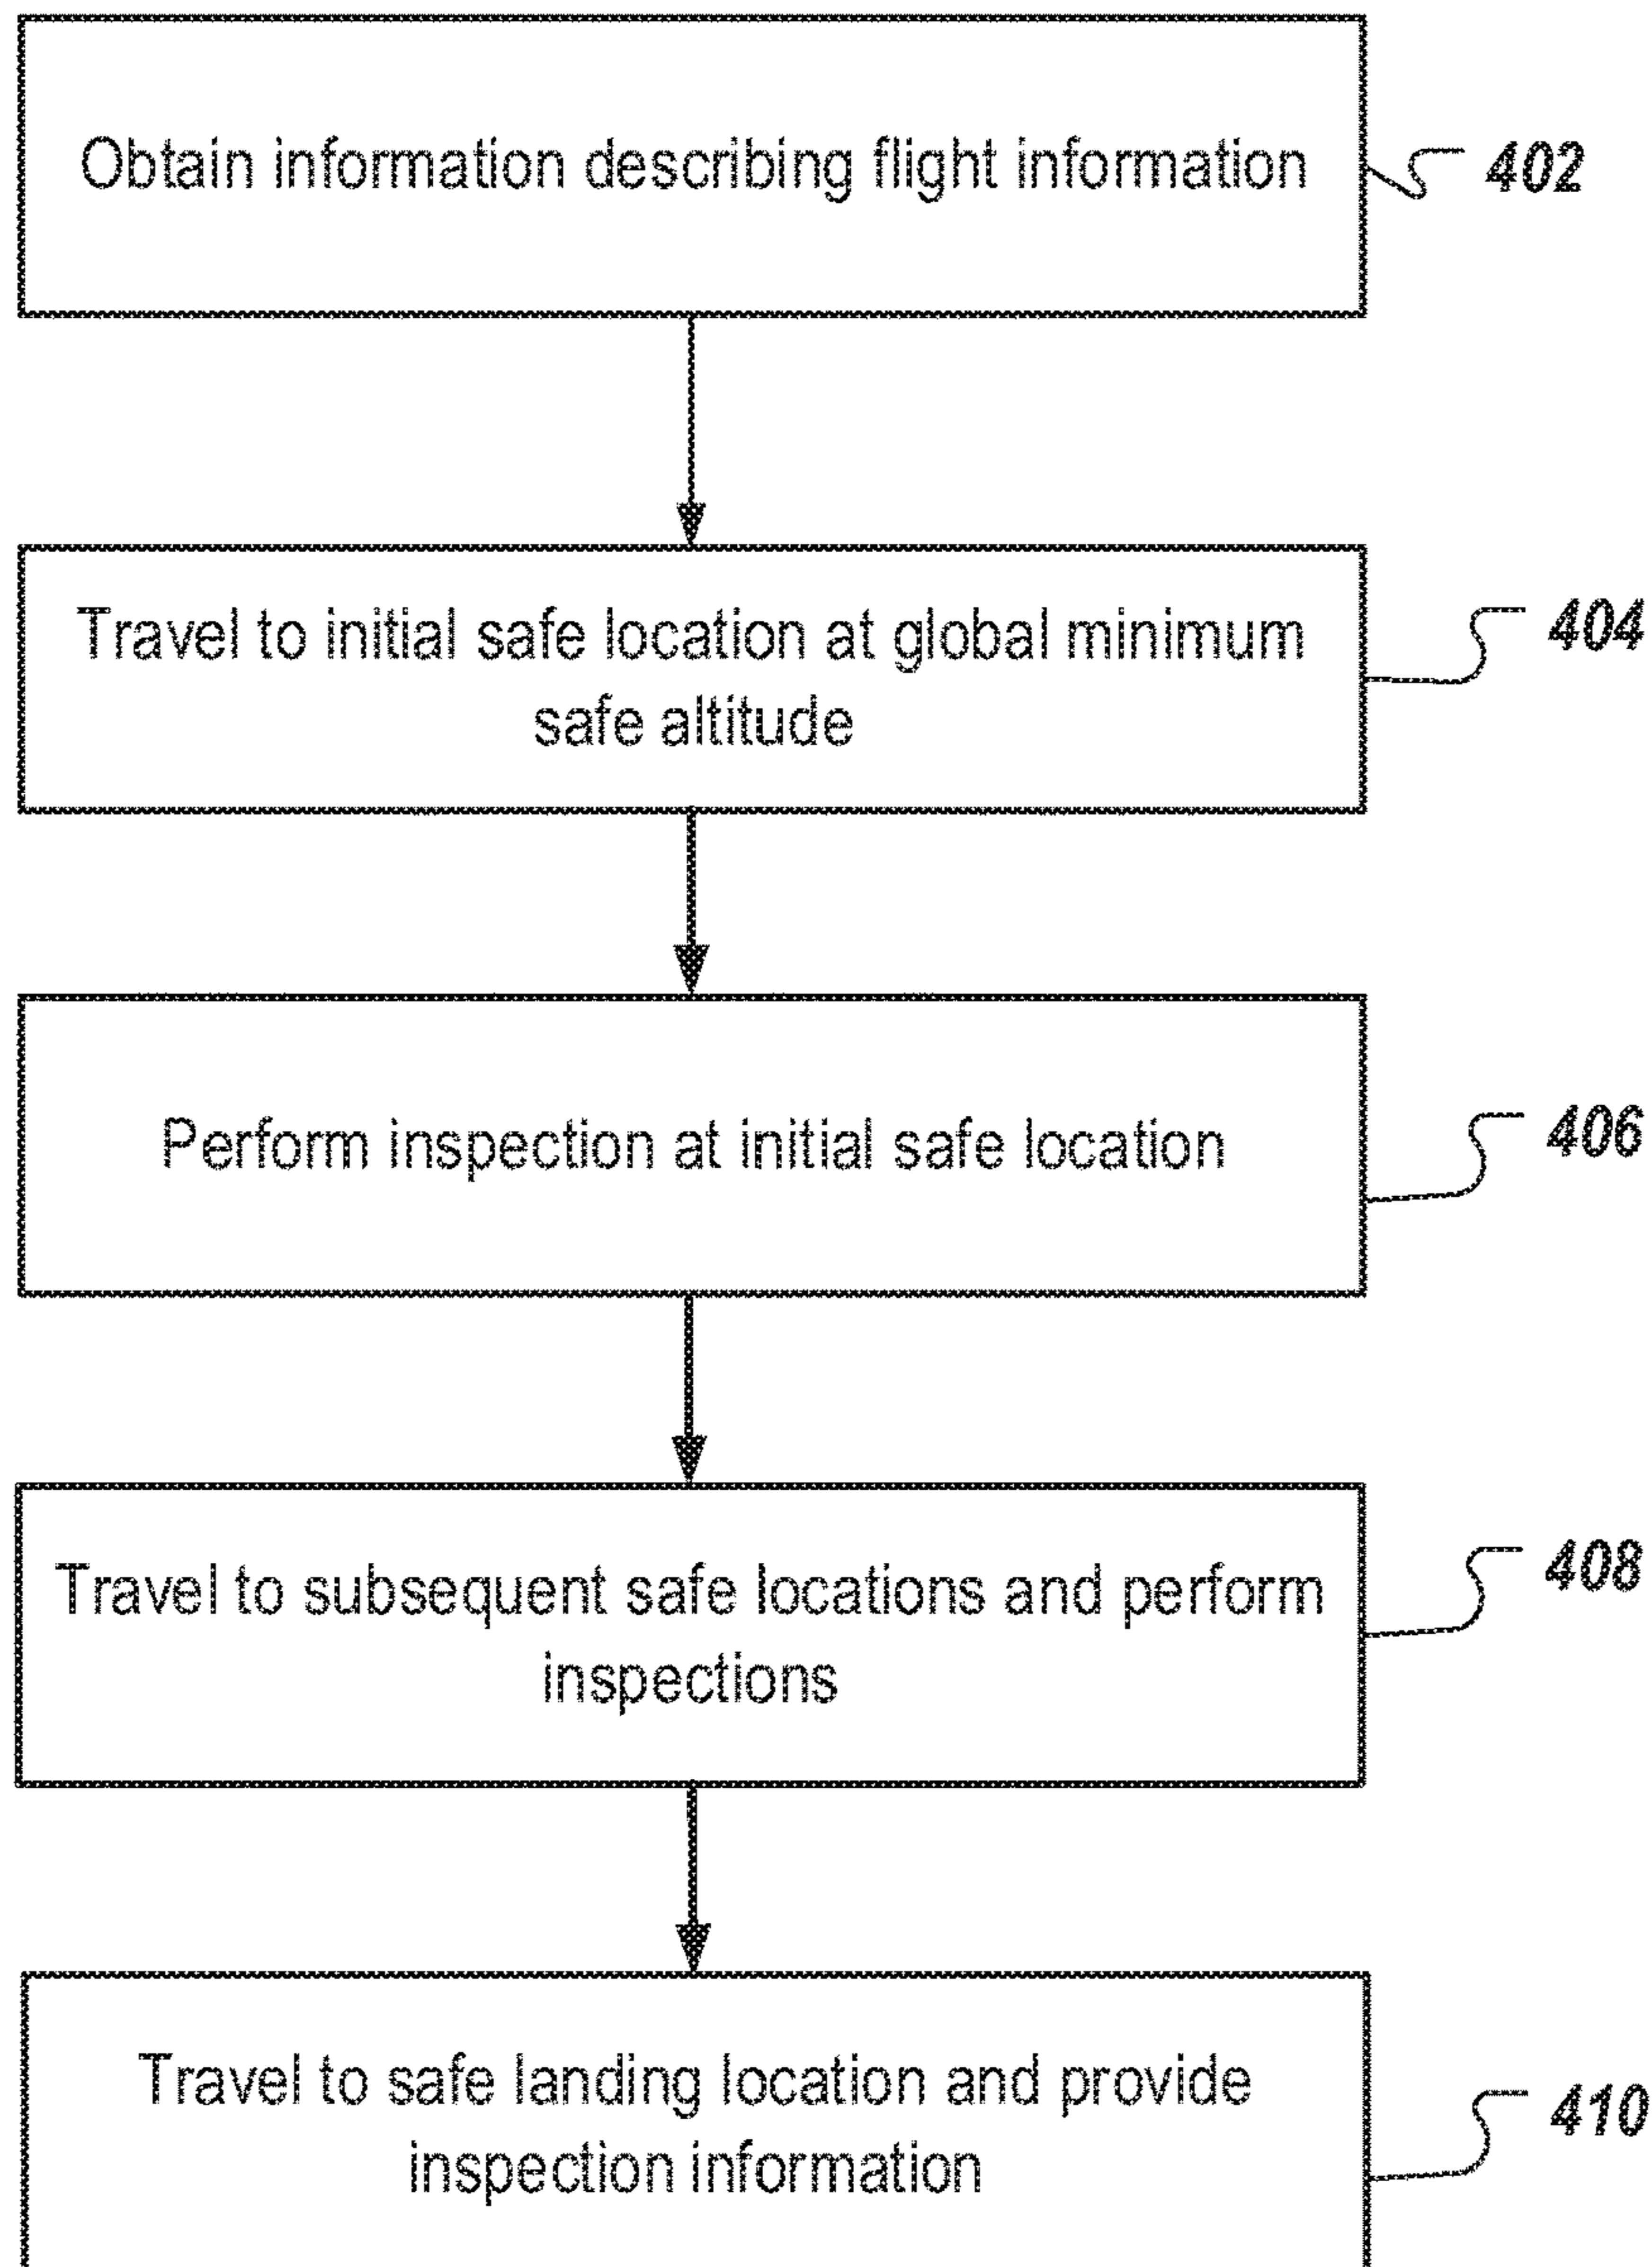 Obtain information describing flight information
402
Travel to initial safe location at global minimum
safe altitude
404
Perform inspection at initial safe location
406
Travel to subsequent safe locations and perform
inspections
408
Travel to safe landing location and provide
inspection information
410